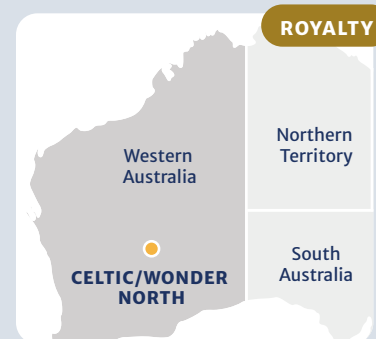 ROYALTY
Northern
Territory
Western
Australia
South
Australia
CELTIC/WONDER
NORTH